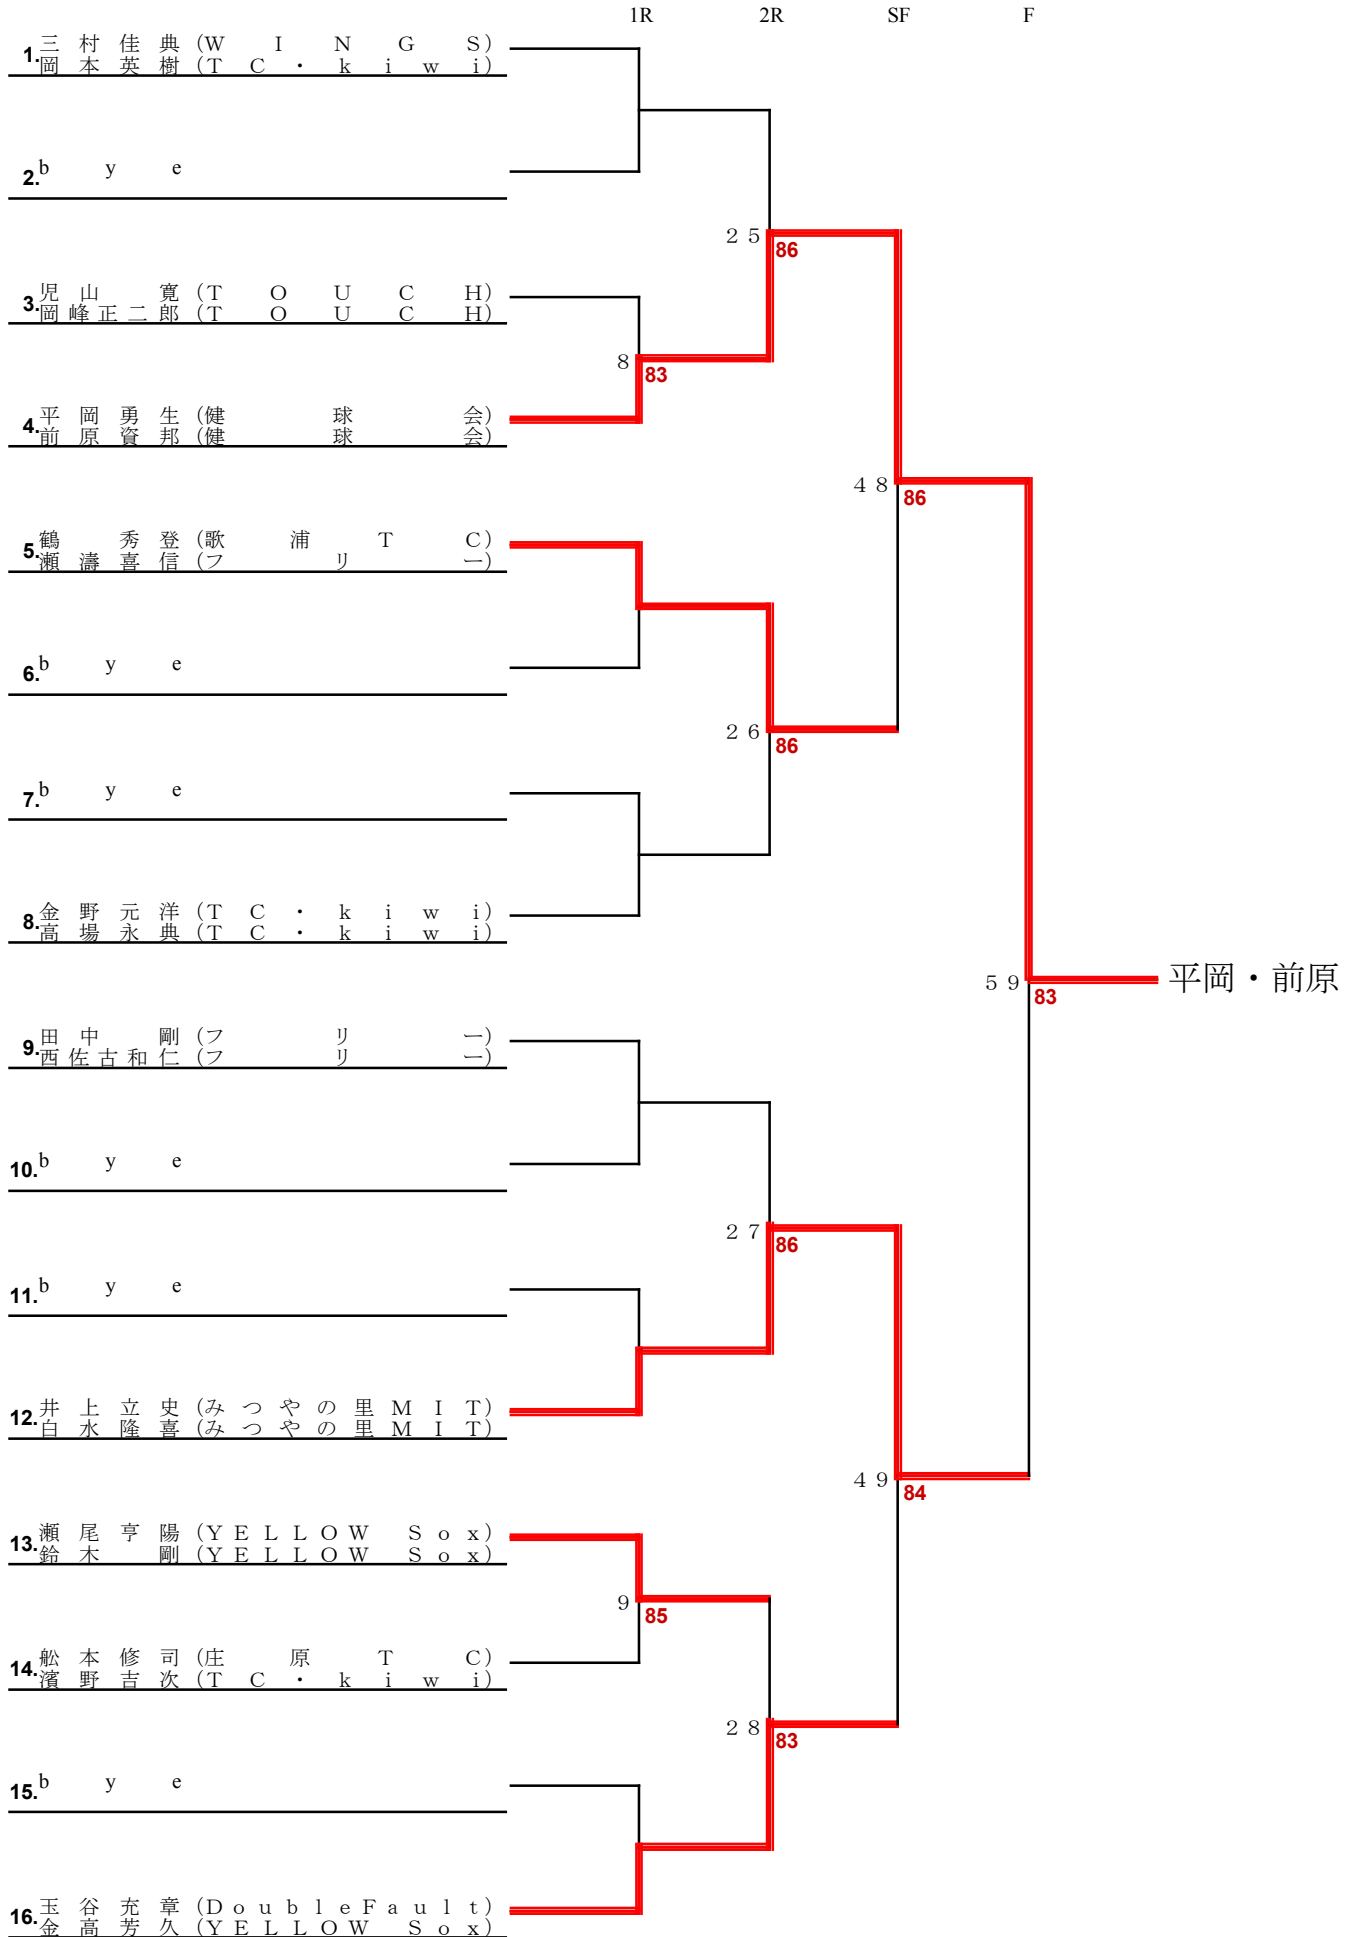 1R 2R SF F
1. 三村佳典(WINGS)
岡本英樹(TC・kiwi)
2. bye
25
86
3. 児山 寛(TOUCH)
岡峰正二郎(TOUCH)
8
83
4. 平岡勇生(健球会)
前原資邦(健球会)
48
86
5. 鶴 秀登(歌浦TC)
瀬濤喜信(フリー)
6. bye
26
86
7. bye
8. 金野元洋(TC・kiwi)
高場永典(TC・kiwi)
59
83
平岡・前原
9. 田中 剛(フリー)
西佐古和仁(フリー)
10. bye
27
86
11. bye
12. 井上立史(みつやの里MIT)
白水隆喜(みつやの里MIT)
49
84
13. 瀬尾亨陽(YELLOW Sox)
鈴木 剛(YELLOW Sox)
9
85
14. 舩本修司(庄原TC)
濱野吉次(TC・kiwi)
28
83
15. bye
16. 玉谷充章(DoubleFault)
金高芳久(YELLOW Sox)